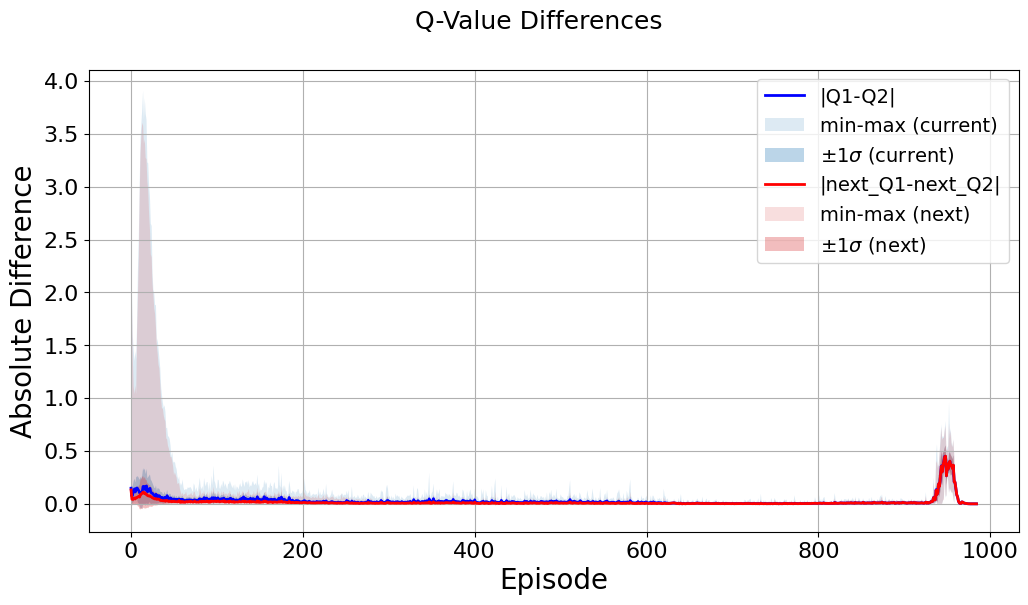 Q-Value Differences
4.0
3.5
3.0
2.5
2.0
1.5
1.0
0.5
0.0
Absolute Difference
|Q1-Q2|
min-max (current)
±1σ (current)
|next_Q1-next_Q2|
min-max (next)
±1σ (next)
0 200 400 600 800 1000
Episode